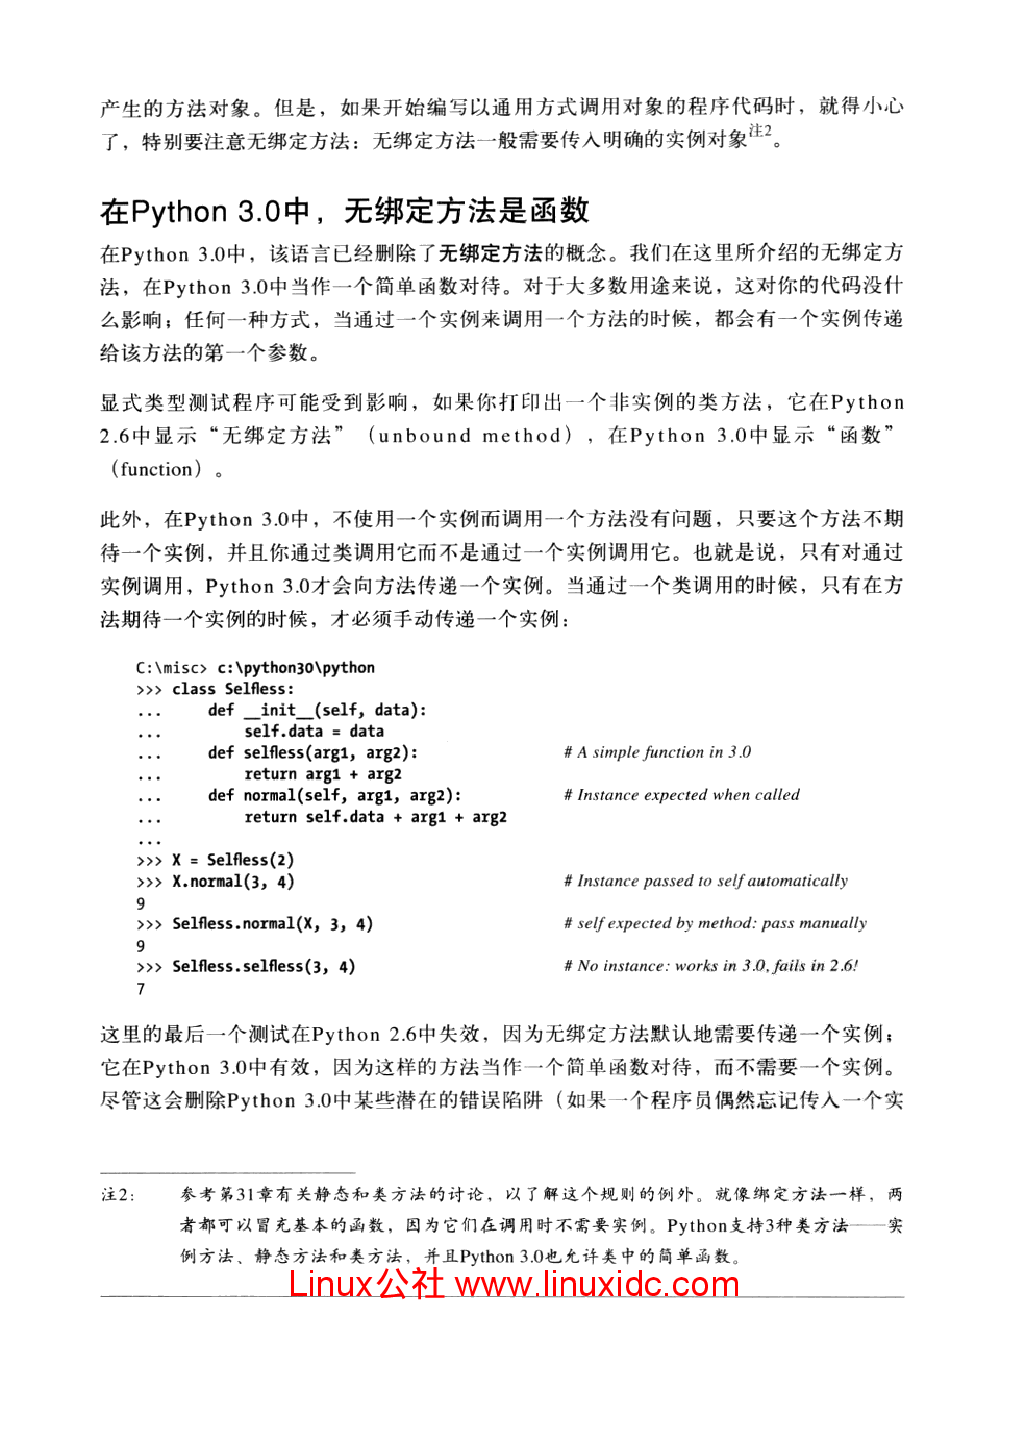 产生的方法对象。但是，如果开始编写以通用方式调用对象的程序代码时，就得小心
了，特别要注意无绑定方法：无绑定方法一般需要传入明确的实例对象注2。
在Python 3.0中，无绑定方法是函数
在Python 3.0中，该语言已经删除了无绑定方法的概念。我们在这里所介绍的无绑定方
法，在Python 3.0中当作一个简单函数对待。对于大多数用途来说，这对你的代码没什
么影响；任何一种方式，当通过一个实例来调用一个方法的时候，都会有一个实例传递
给该方法的第一个参数。
显式类型测试程序可能受到影响，如果你打印出一个非实例的类方法，它在Python
2.6中显示“无绑定方法”（unbound method），在Python 3.0中显示“函数”
（function）。
此外，在Python 3.0中，不使用一个实例而调用一个方法没有问题，只要这个方法不期
待一个实例，并且你通过类调用它而不是通过一个实例调用它。也就是说，只有对通过
实例调用，Python 3.0才会向方法传递一个实例。当通过一个类调用的时候，只有在方
法期待一个实例的时候，才必须手动传递一个实例：
C:\misc> c:\python30\python
>>> class Selfless:
...     def __init__(self, data):
...         self.data = data
...     def selfless(arg1, arg2):    # A simple function in 3.0
...         return arg1 + arg2
...     def normal(self, arg1, arg2):    # Instance expected when called
...         return self.data + arg1 + arg2
...
>>> X = Selfless(2)
>>> X.normal(3, 4)    # Instance passed to self automatically
9
>>> Selfless.normal(X, 3, 4)    # self expected by method: pass manually
9
>>> Selfless.selfless(3, 4)    # No instance: works in 3.0, fails in 2.6!
7
这里的最后一个测试在Python 2.6中失效，因为无绑定方法默认地需要传递一个实例；
它在Python 3.0中有效，因为这样的方法当作一个简单函数对待，而不需要一个实例。
尽管这会删除Python 3.0中某些潜在的错误陷阱（如果一个程序员偶然忘记传入一个实
注2： 参考第31章有关静态和类方法的讨论，以了解这个规则的例外。就像绑定方法一样，两
者都可以冒充基本的函数，因为它们在调用时不需要实例。Python支持3种类方法——实
例方法、静态方法和类方法，并且Python 3.0也允许类中的简单函数。
Linux公社 www.linuxidc.com